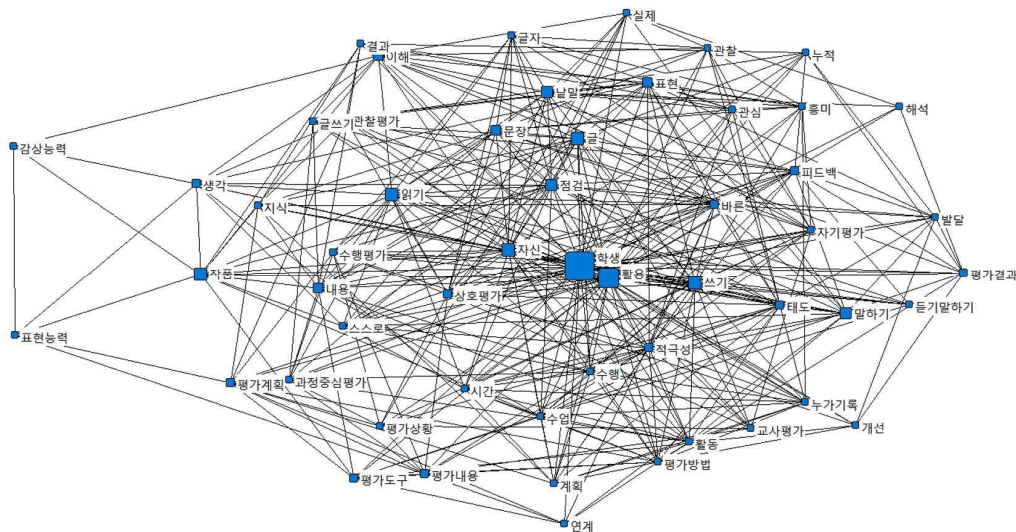 실제
글자
결과
이해
관찰
누적
표현
낱말
관심
흥미
해석
글쓰기
관찰평가
문장
글
감상능력
생각
읽기
점검
피드백
지식
바른
발달
자기평가
수행평가
자신
학생
작품
내용
활용
쓰기
평가결과
상호평가
태도
말하기
듣기말하기
스스로
표현능력
적극성
수행
평가계획
과정중심평가
시간
누가기록
수업
교사평가
개선
평가상황
활동
평가방법
평가도구
평가내용
계획
연계